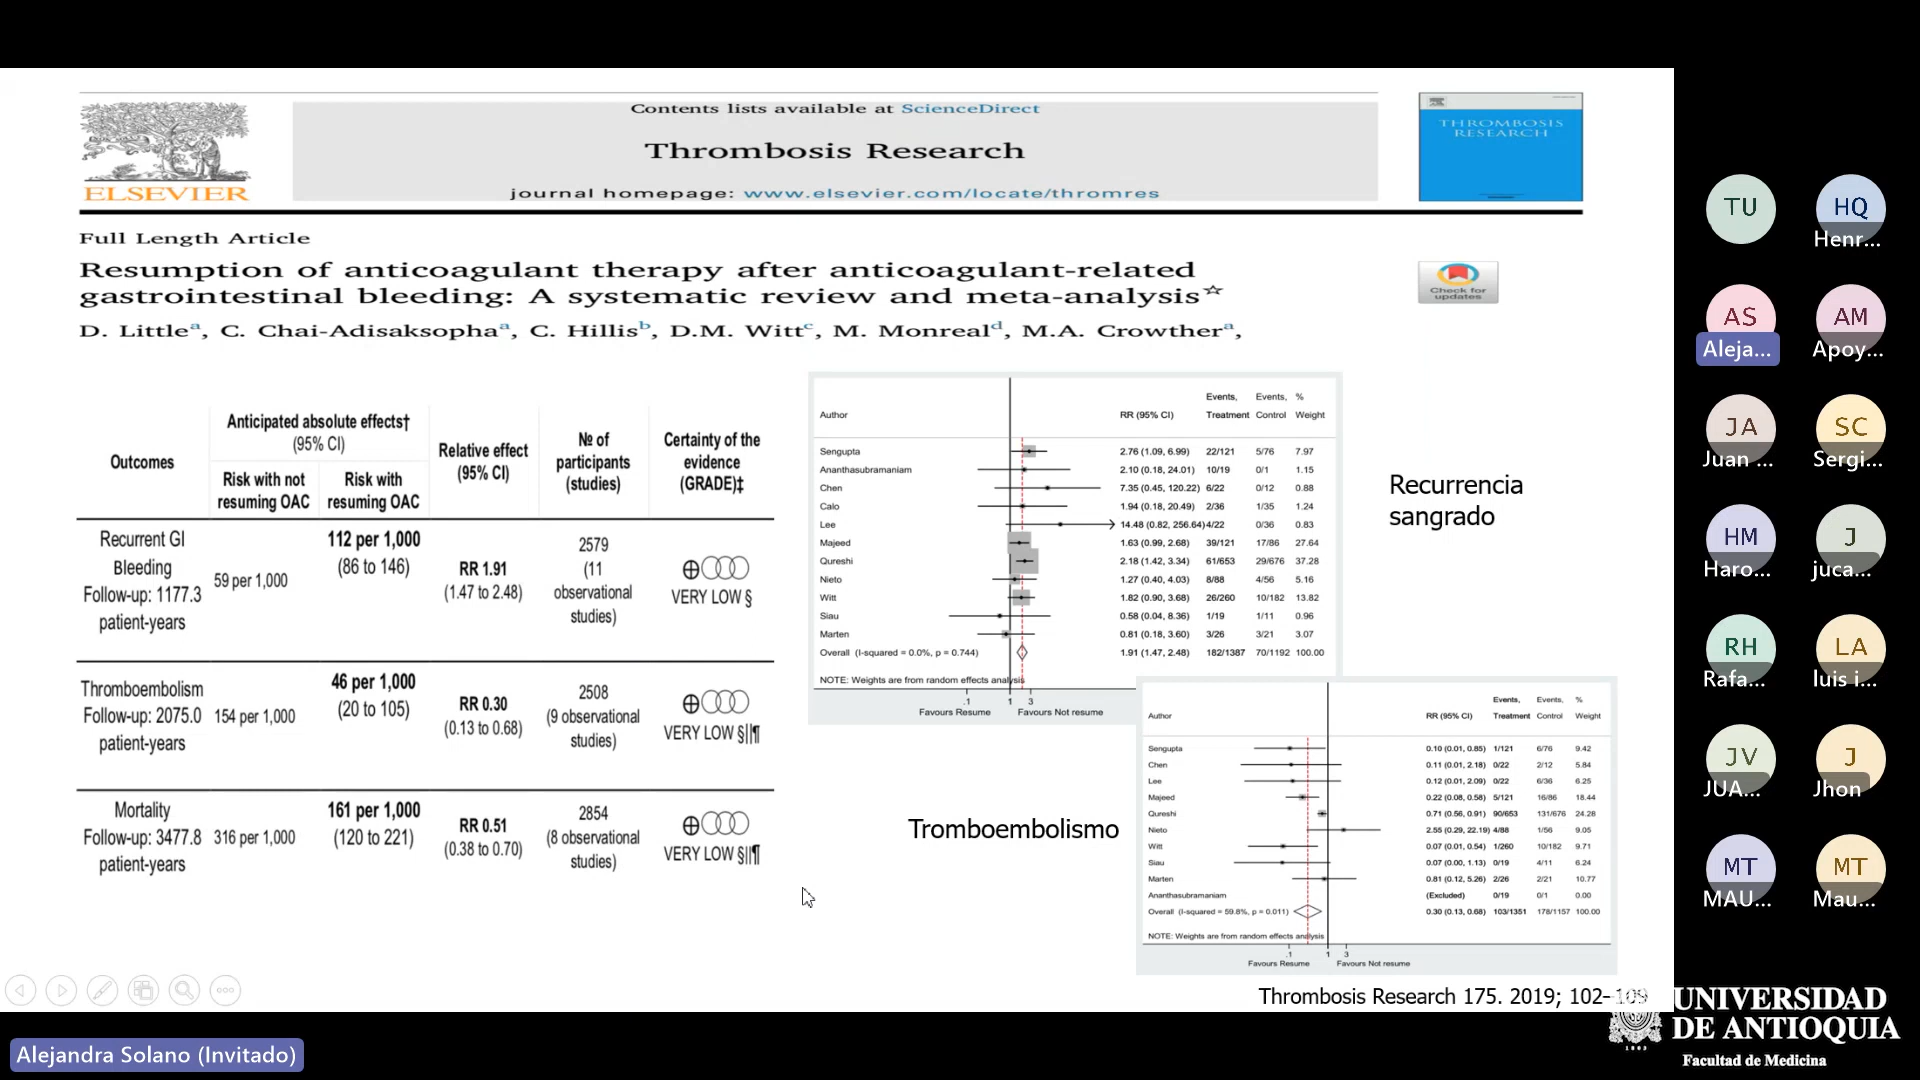 Contents lists available at ScienceDirect
Thrombosis Research
journal homepage: www.elsevier.com/locate/thromres
ELSEVIER
THROMBOSIS
RESEARCH
Full Length Article
Resumption of anticoagulant therapy after anticoagulant-related
gastrointestinal bleeding: A systematic review and meta-analysis☆
Check for
updates
D. Littleᵃ, C. Chai-Adisaksophaᵃ, C. Hillisᵇ, D.M. Wittᶜ, M. Monrealᵈ, M.A. Crowtherᵃ,
Outcomes
Anticipated absolute effects†
(95% CI)
Risk with not
resuming OAC
Risk with
resuming OAC
Relative effect
(95% CI)
№ of
participants
(studies)
Certainty of the
evidence
(GRADE)‡
Recurrent GI
Bleeding
Follow-up: 1177.3
patient-years
59 per 1,000
112 per 1,000
(86 to 146)
RR 1.91
(1.47 to 2.48)
2579
(11
observational
studies)
⊕◯◯◯
VERY LOW §
Thromboembolism
Follow-up: 2075.0
patient-years
154 per 1,000
46 per 1,000
(20 to 105)
RR 0.30
(0.13 to 0.68)
2508
(9 observational
studies)
⊕◯◯◯
VERY LOW §||¶
Mortality
Follow-up: 3477.8
patient-years
316 per 1,000
161 per 1,000
(120 to 221)
RR 0.51
(0.38 to 0.70)
2854
(8 observational
studies)
⊕◯◯◯
VERY LOW §||¶
Events, Events, %
Author RR (95% CI) Treatment Control Weight
Sengupta 2.76 (1.09, 6.99) 22/121 5/76 7.97
Ananthasubramaniam 2.10 (0.18, 24.01) 10/19 0/1 1.15
Chen 7.35 (0.45, 120.22) 6/22 0/12 0.88
Calo 1.94 (0.18, 20.49) 2/36 1/35 1.24
Lee 14.48 (0.82, 256.64) 4/22 0/36 0.83
Majeed 1.63 (0.99, 2.68) 39/121 17/86 27.64
Qureshi 2.18 (1.42, 3.34) 61/653 29/676 37.28
Nieto 1.27 (0.40, 4.03) 8/88 4/56 5.16
Witt 1.82 (0.90, 3.68) 26/260 10/182 13.82
Siau 0.58 (0.04, 8.36) 1/19 1/11 0.96
Marten 0.81 (0.18, 3.60) 3/26 3/21 3.07
Overall (I-squared = 0.0%, p = 0.744) 1.91 (1.47, 2.48) 182/1387 70/1192 100.00
NOTE: Weights are from random effects analysis
.1 1 3
Favours Resume Favours Not resume
Recurrencia
sangrado
Tromboembolismo
Events, Events, %
Author RR (95% CI) Treatment Control Weight
Sengupta 0.10 (0.01, 0.85) 1/121 6/76 9.42
Chen 0.11 (0.01, 2.18) 0/22 2/12 5.84
Lee 0.12 (0.01, 2.09) 0/22 6/36 6.25
Majeed 0.22 (0.08, 0.58) 5/121 16/86 18.44
Qureshi 0.71 (0.56, 0.91) 90/653 131/676 24.28
Nieto 2.55 (0.29, 22.19) 4/88 1/56 9.05
Witt 0.07 (0.01, 0.54) 1/260 10/182 9.71
Siau 0.07 (0.00, 1.13) 0/19 4/11 6.24
Marten 0.81 (0.12, 5.26) 2/26 2/21 10.77
Ananthasubramaniam (Excluded) 0/19 0/1 0.00
Overall (I-squared = 59.8%, p = 0.011) 0.30 (0.13, 0.68) 103/1351 178/1157 100.00
NOTE: Weights are from random effects analysis
.1 1 3
Favours Resume Favours Not resume
Thrombosis Research 175. 2019; 102–109
TU
HQ
Henr...
AS
Aleja...
AM
Apoy...
JA
Juan ...
SC
Sergi...
HM
Haro...
J
juca...
RH
Rafa...
LA
luis i...
JV
JUA...
J
Jhon
MT
MAU...
MT
Mau...
UNIVERSIDAD
DE ANTIOQUIA
1803
Facultad de Medicina
Alejandra Solano (Invitado)